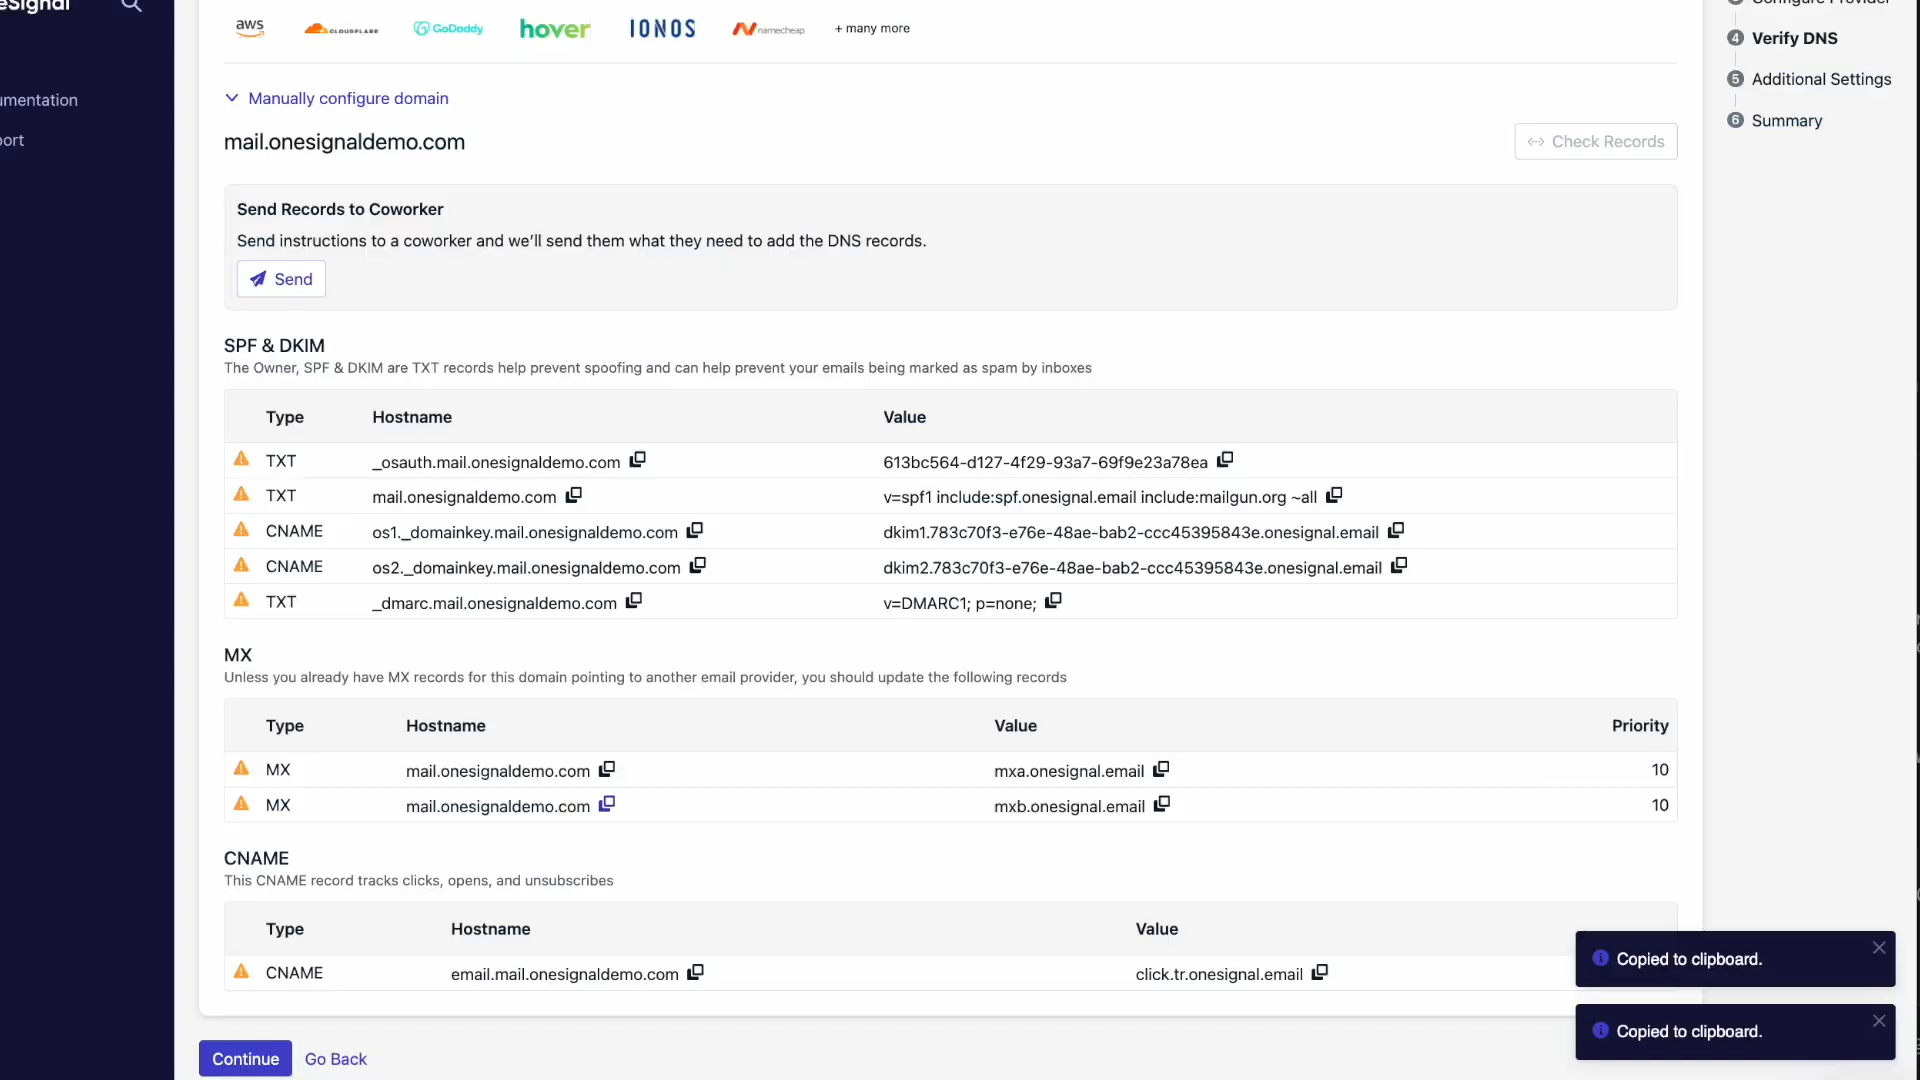 aws
CLOUDFLARE
GoDaddy
hover
IONOS
namecheap
+ many more
Manually configure domain
mail.onesignaldemo.com
Check Records
Send Records to Coworker
Send instructions to a coworker and we'll send them what they need to add the DNS records.
Send
SPF & DKIM
The Owner, SPF & DKIM are TXT records help prevent spoofing and can help prevent your emails being marked as spam by inboxes
Type Hostname Value
TXT _osauth.mail.onesignaldemo.com 613bc564-d127-4f29-93a7-69f9e23a78ea
TXT mail.onesignaldemo.com v=spf1 include:spf.onesignal.email include:mailgun.org ~all
CNAME os1._domainkey.mail.onesignaldemo.com dkim1.783c70f3-e76e-48ae-bab2-ccc45395843e.onesignal.email
CNAME os2._domainkey.mail.onesignaldemo.com dkim2.783c70f3-e76e-48ae-bab2-ccc45395843e.onesignal.email
TXT _dmarc.mail.onesignaldemo.com v=DMARC1; p=none;
MX
Unless you already have MX records for this domain pointing to another email provider, you should update the following records
Type Hostname Value Priority
MX mail.onesignaldemo.com mxa.onesignal.email 10
MX mail.onesignaldemo.com mxb.onesignal.email 10
CNAME
This CNAME record tracks clicks, opens, and unsubscribes
Type Hostname Value
CNAME email.mail.onesignaldemo.com click.tr.onesignal.email
Continue Go Back
eSignal
umentation
ort
Configure Provider
4 Verify DNS
5 Additional Settings
6 Summary
Copied to clipboard.
Copied to clipboard.